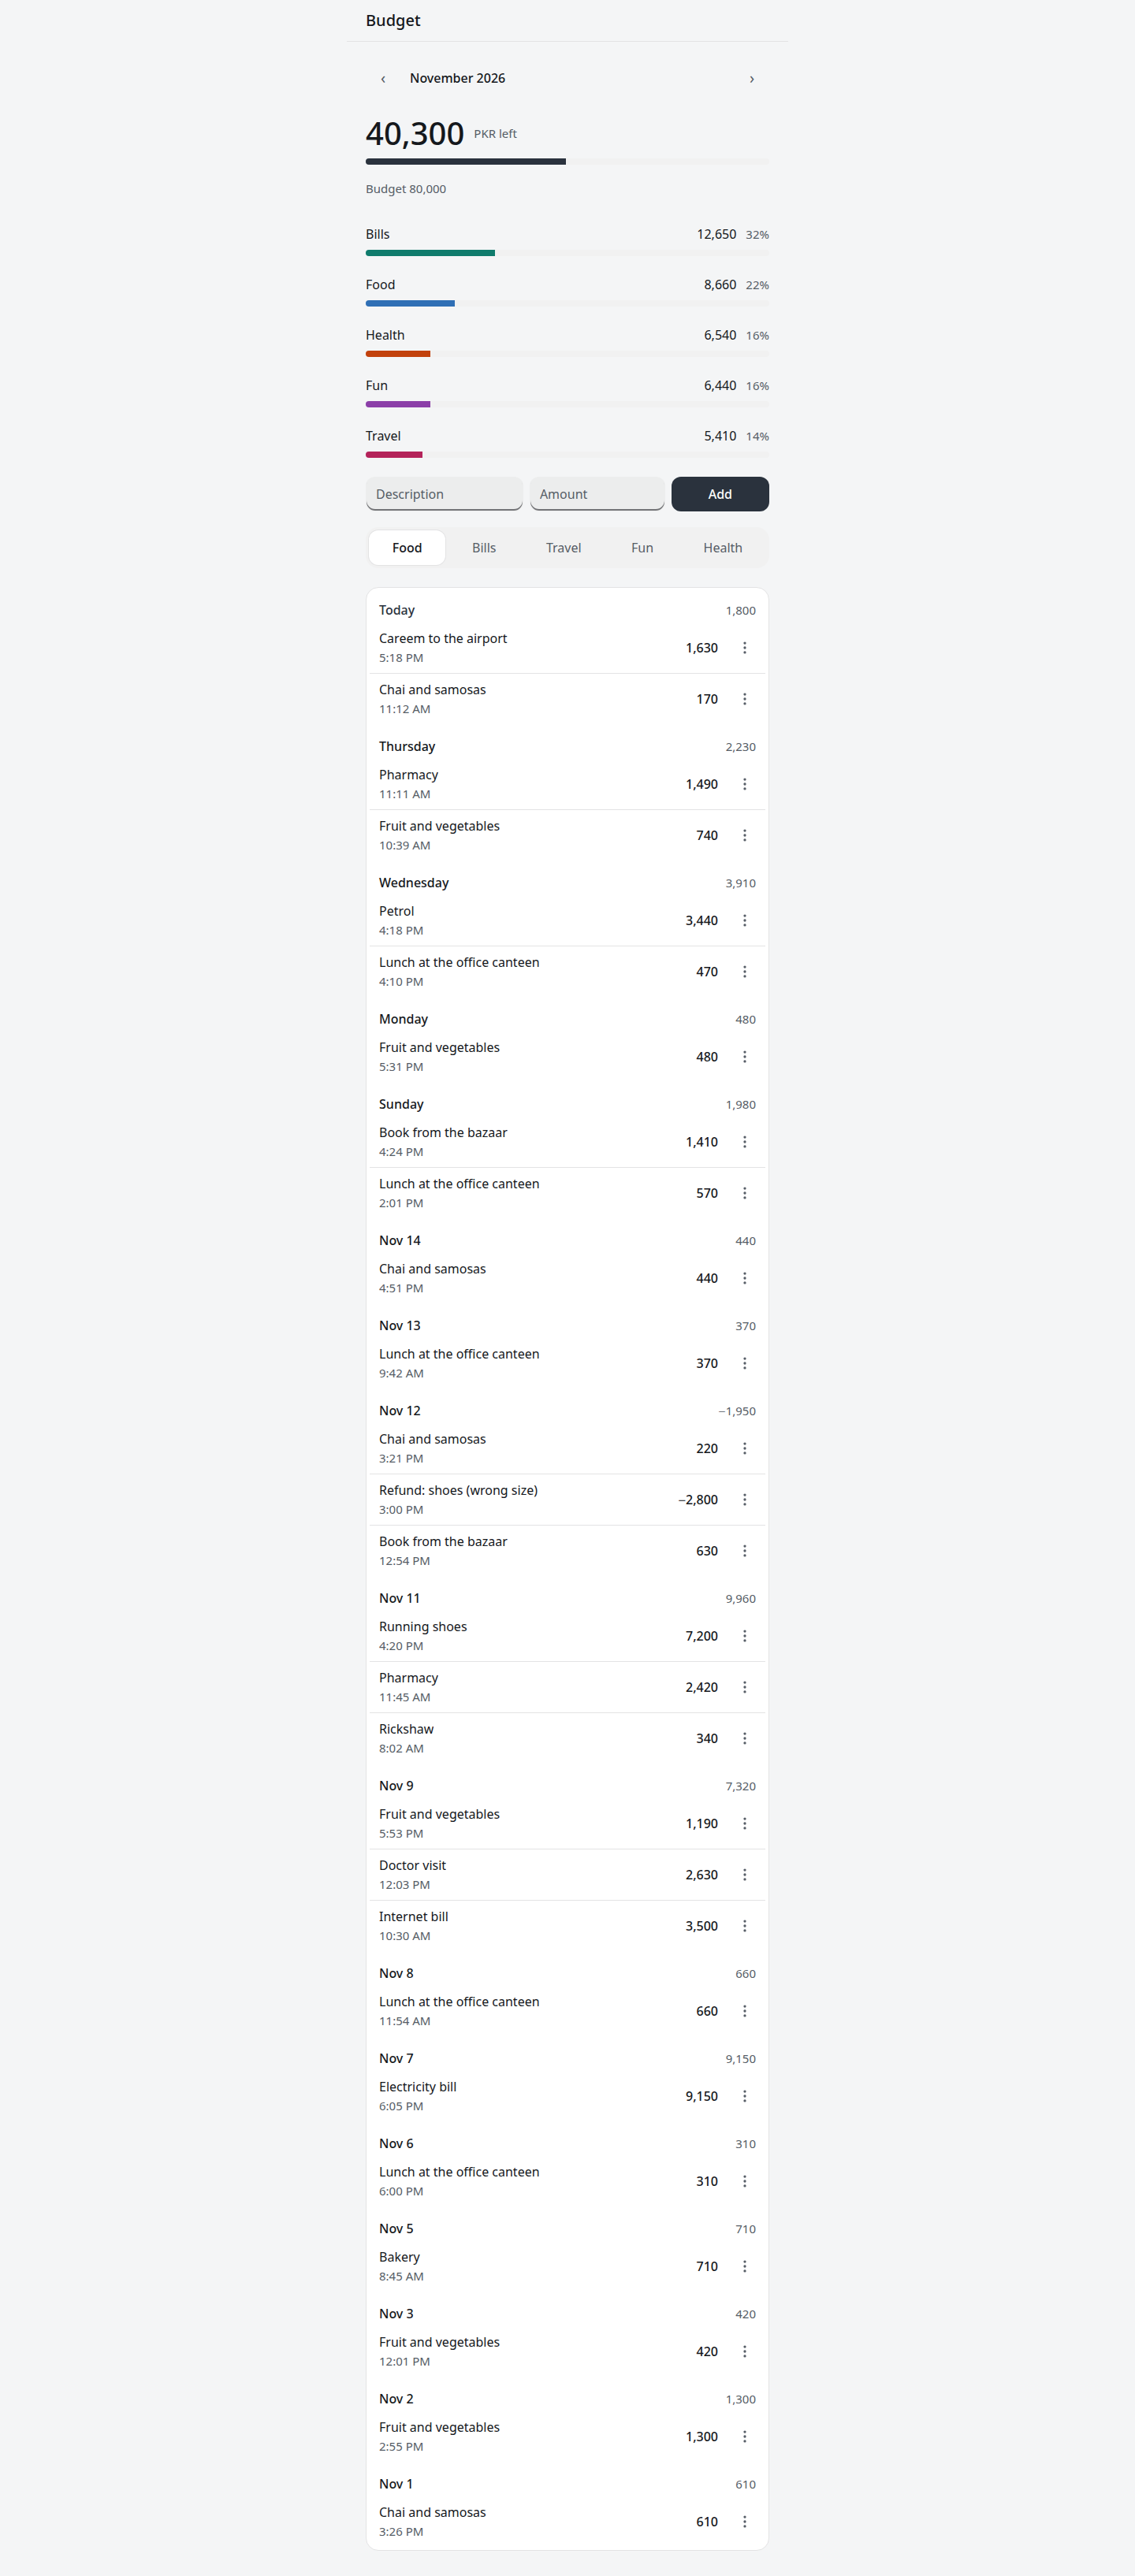 Budget
‹ November 2026 ›
40,300 PKR left
Budget 80,000
Bills 12,650 32%
Food 8,660 22%
Health 6,540 16%
Fun 6,440 16%
Travel 5,410 14%
Description Amount Add
Food Bills Travel Fun Health
Today 1,800
Careem to the airport 1,630
5:18 PM
Chai and samosas 170
11:12 AM
Thursday 2,230
Pharmacy 1,490
11:11 AM
Fruit and vegetables 740
10:39 AM
Wednesday 3,910
Petrol 3,440
4:18 PM
Lunch at the office canteen 470
4:10 PM
Monday 480
Fruit and vegetables 480
5:31 PM
Sunday 1,980
Book from the bazaar 1,410
4:24 PM
Lunch at the office canteen 570
2:01 PM
Nov 14 440
Chai and samosas 440
4:51 PM
Nov 13 370
Lunch at the office canteen 370
9:42 AM
Nov 12 −1,950
Chai and samosas 220
3:21 PM
Refund: shoes (wrong size) −2,800
3:00 PM
Book from the bazaar 630
12:54 PM
Nov 11 9,960
Running shoes 7,200
4:20 PM
Pharmacy 2,420
11:45 AM
Rickshaw 340
8:02 AM
Nov 9 7,320
Fruit and vegetables 1,190
5:53 PM
Doctor visit 2,630
12:03 PM
Internet bill 3,500
10:30 AM
Nov 8 660
Lunch at the office canteen 660
11:54 AM
Nov 7 9,150
Electricity bill 9,150
6:05 PM
Nov 6 310
Lunch at the office canteen 310
6:00 PM
Nov 5 710
Bakery 710
8:45 AM
Nov 3 420
Fruit and vegetables 420
12:01 PM
Nov 2 1,300
Fruit and vegetables 1,300
2:55 PM
Nov 1 610
Chai and samosas 610
3:26 PM